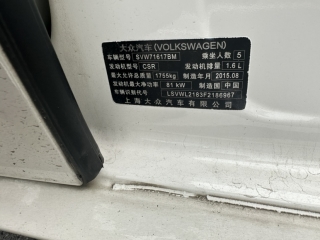 大众汽车(VOLKSWAGEN)
车辆型号 SVW71617BM 乘坐人数 5
发动机型号 CSR 发动机排量 1.6 L
最大允许总质量 1755kg 制造年月 2015.08
发动机最大净功率 81 kW 制造国 中国
车辆识别代号
上海大众汽车有限公司